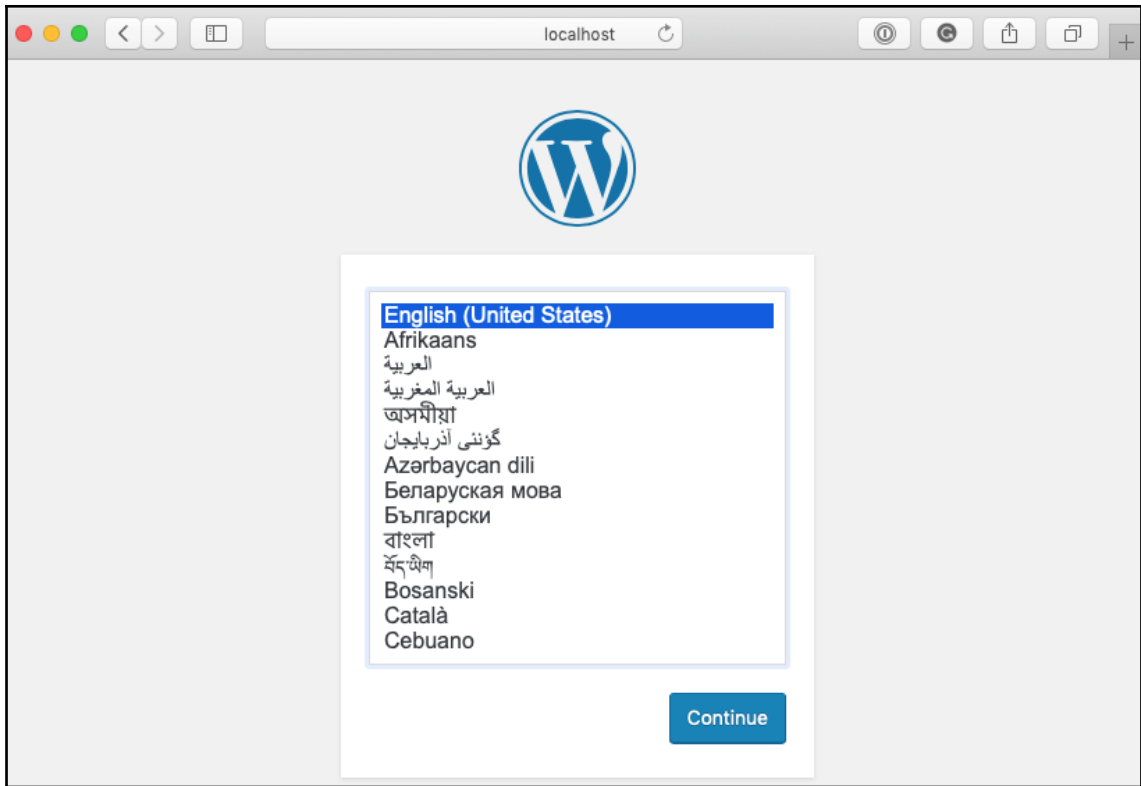 localhost
English (United States)
Afrikaans
العربية
العربية المغربية
অসমীয়া
گؤنئی آذربایجان
Azərbaycan dili
Беларуская мова
Български
বাংলা
བོད་ཡིག
Bosanski
Català
Cebuano
Continue